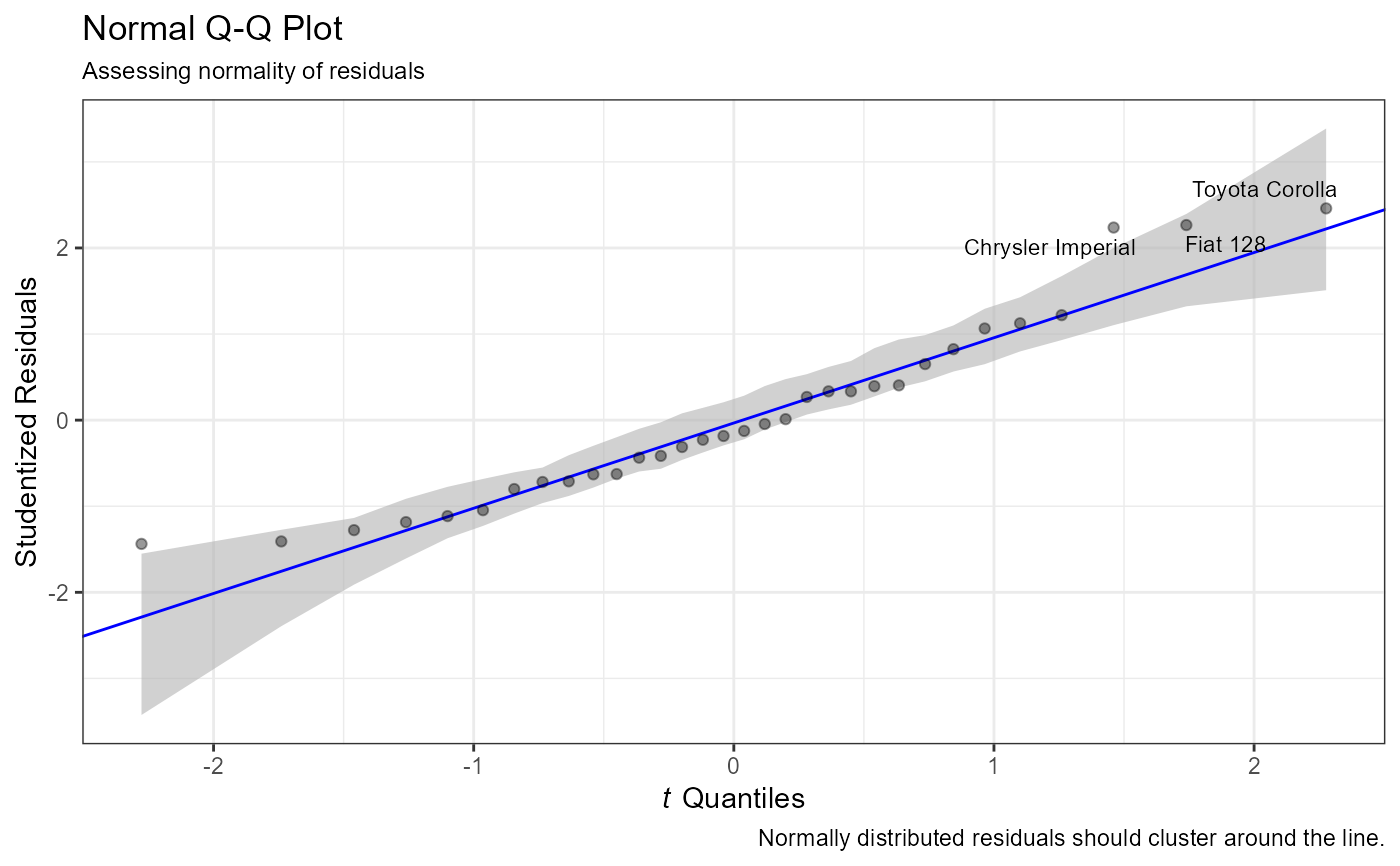 Normal Q-Q Plot
Assessing normality of residuals
Studentized Residuals
2
0
-2
Toyota Corolla
Chrysler Imperial
Fiat 128
-2
-1
0
1
2
t Quantiles
Normally distributed residuals should cluster around the line.